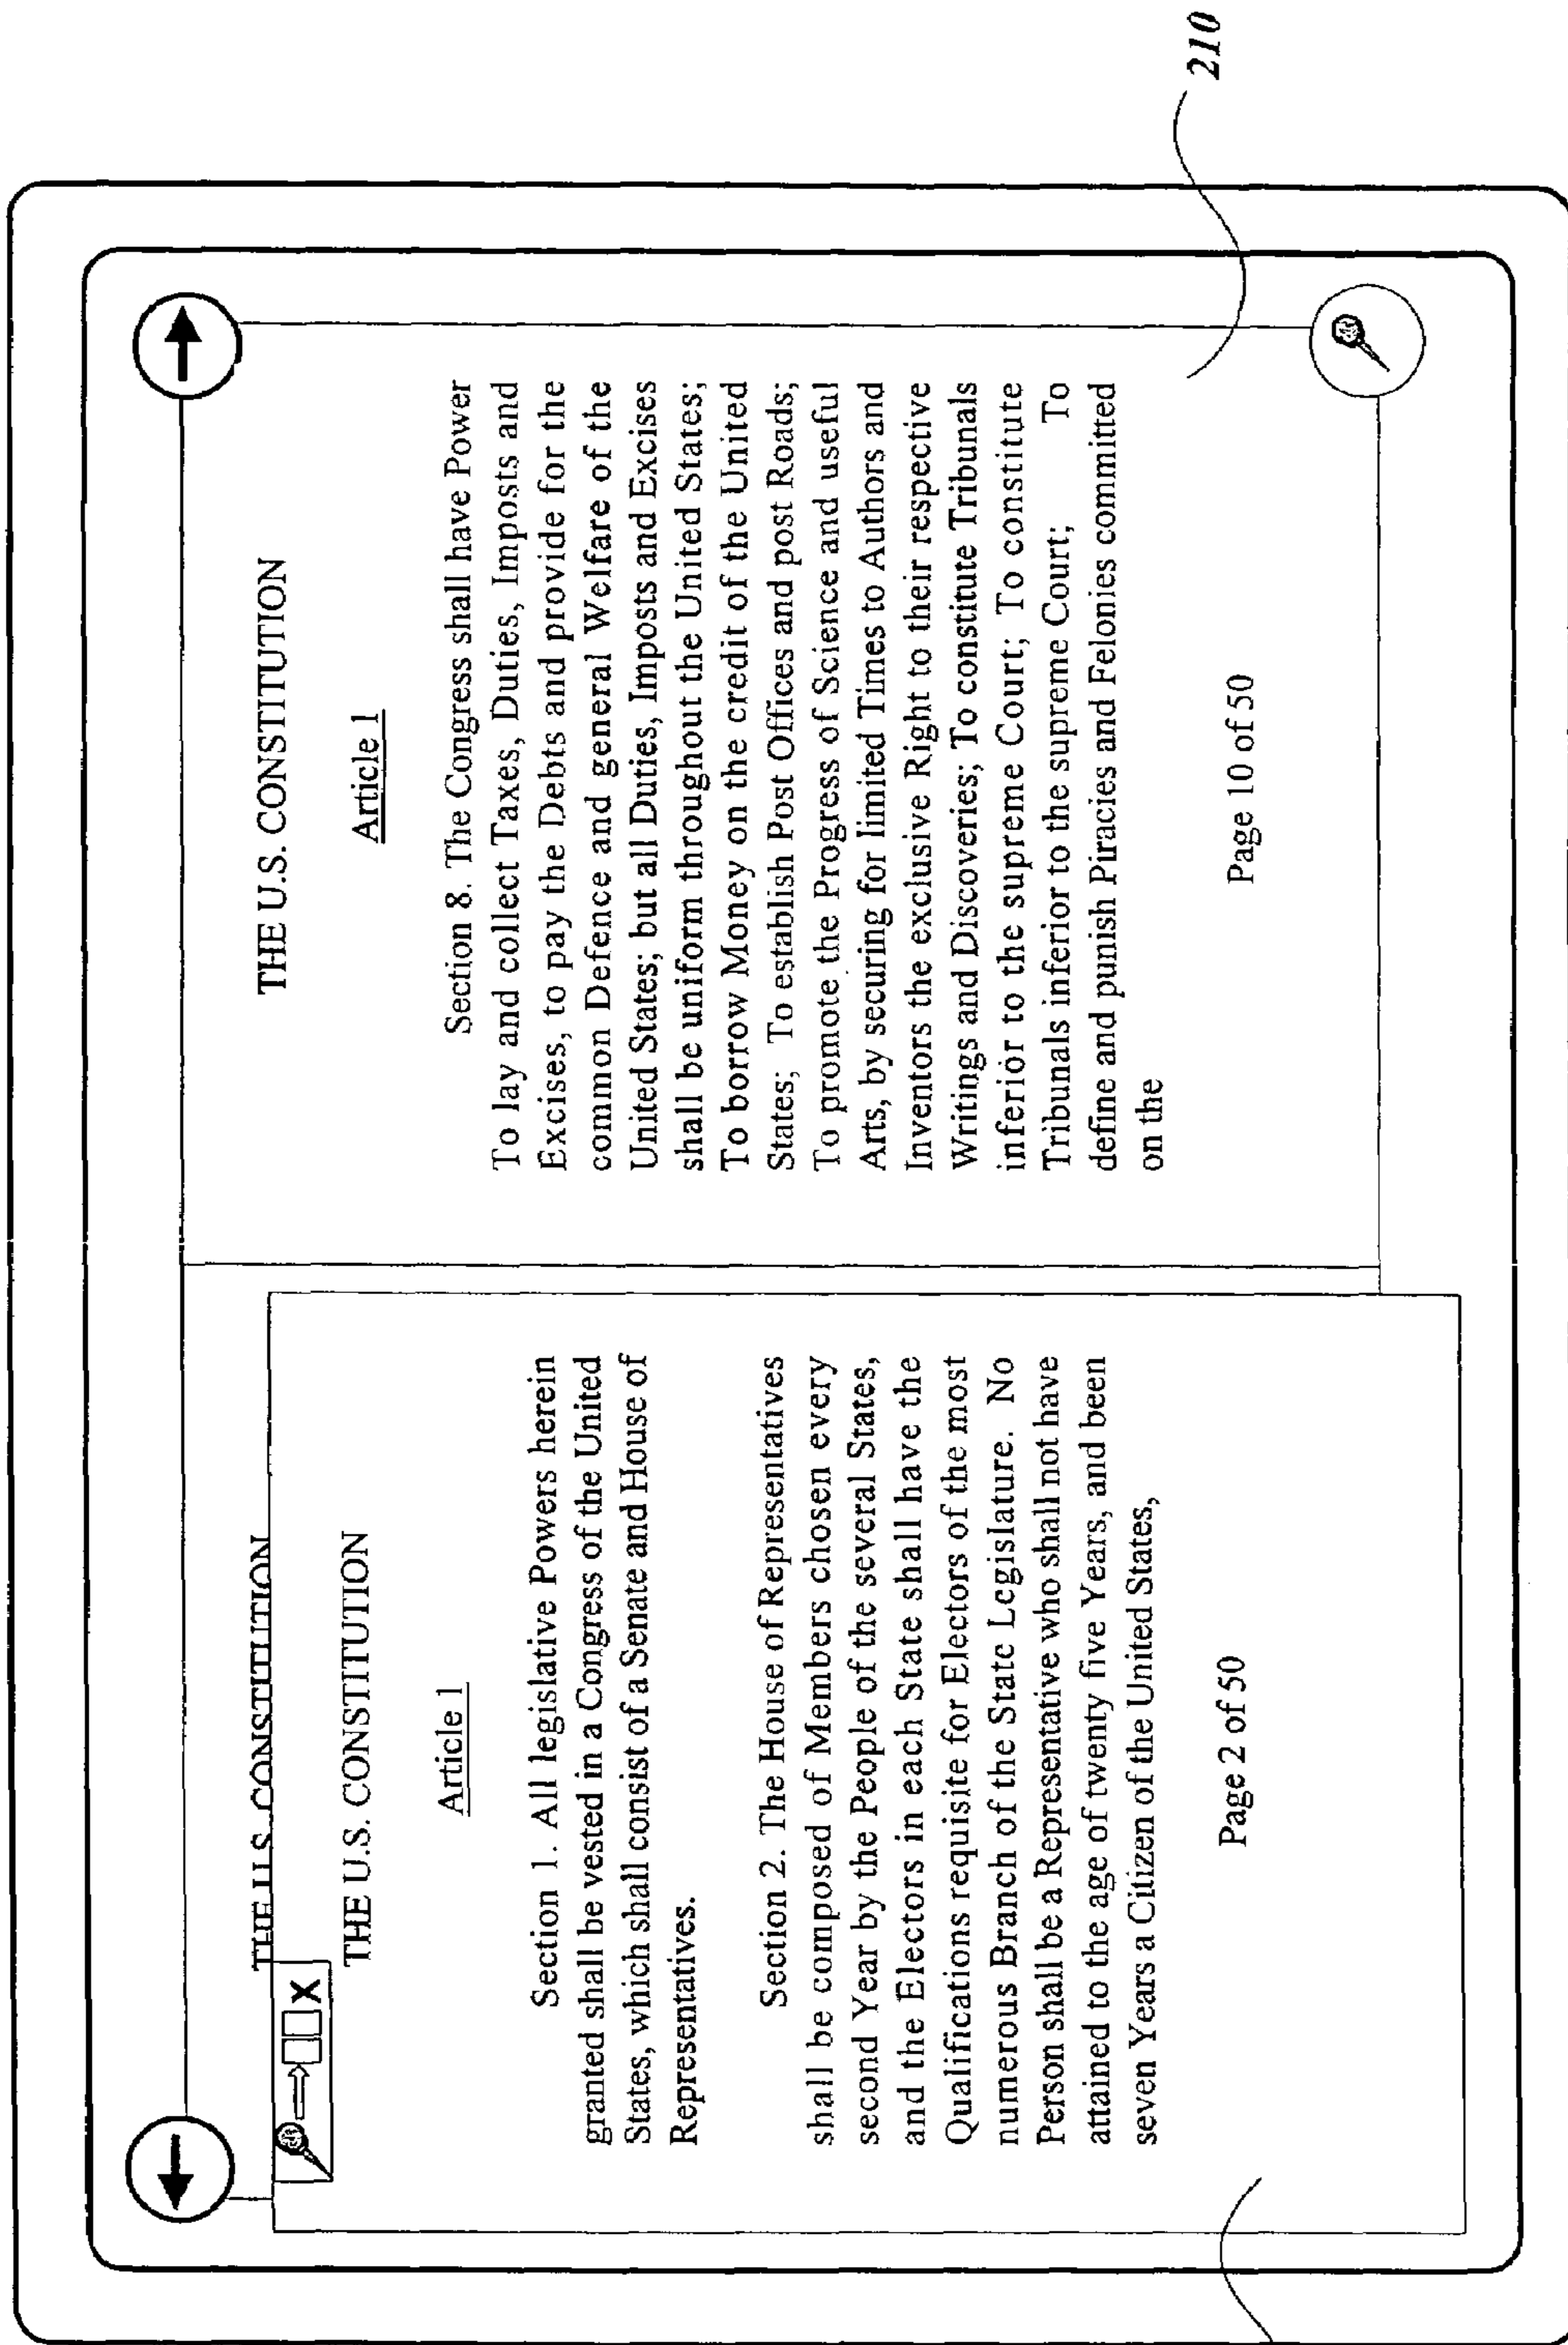 THE U.S. CONSTITUTION
X
THE U.S. CONSTITUTION
Article 1
Section 1. All legislative Powers herein
granted shall be vested in a Congress of the United
States, which shall consist of a Senate and House of
Representatives.
Section 2. The House of Representatives
shall be composed of Members chosen every
second Year by the People of the several States,
and the Electors in each State shall have the
Qualifications requisite for Electors of the most
numerous Branch of the State Legislature. No
Person shall be a Representative who shall not have
attained to the age of twenty five Years, and been
seven Years a Citizen of the United States,
Page 2 of 50
THE U.S. CONSTITUTION
Article 1
Section 8. The Congress shall have Power
To lay and collect Taxes, Duties, Imposts and
Excises, to pay the Debts and provide for the
common Defence and general Welfare of the
United States; but all Duties, Imposts and Excises
shall be uniform throughout the United States;
To borrow Money on the credit of the United
States; To establish Post Offices and post Roads;
To promote the Progress of Science and useful
Arts, by securing for limited Times to Authors and
Inventors the exclusive Right to their respective
Writings and Discoveries; To constitute Tribunals
inferior to the supreme Court; To constitute
Tribunals inferior to the supreme Court; To
define and punish Piracies and Felonies committed
on the
Page 10 of 50
210